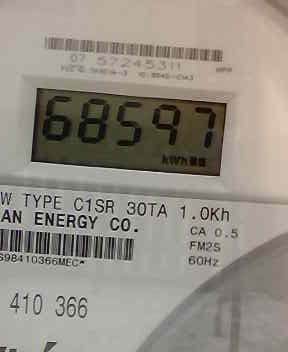 07 57245311
68597
kWh
W TYPE C1SR 30TA 1.0Kh
AN ENERGY CO.
CA 0.5
FM2S
60Hz
S98410366MEC*
410 366